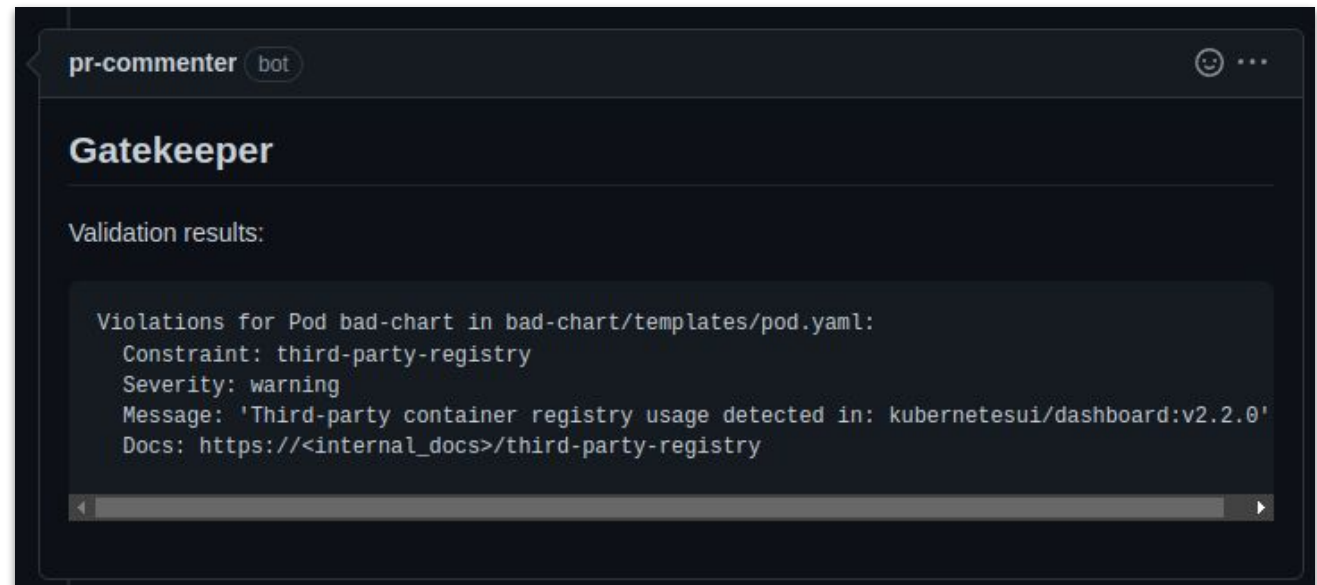 pr-commenter bot
Gatekeeper
Validation results:
Violations for Pod bad-chart in bad-chart/templates/pod.yaml:
Constraint: third-party-registry
Severity: warning
Message: 'Third-party container registry usage detected in: kubernetesui/dashboard:v2.2.0'
Docs: https://<internal_docs>/third-party-registry